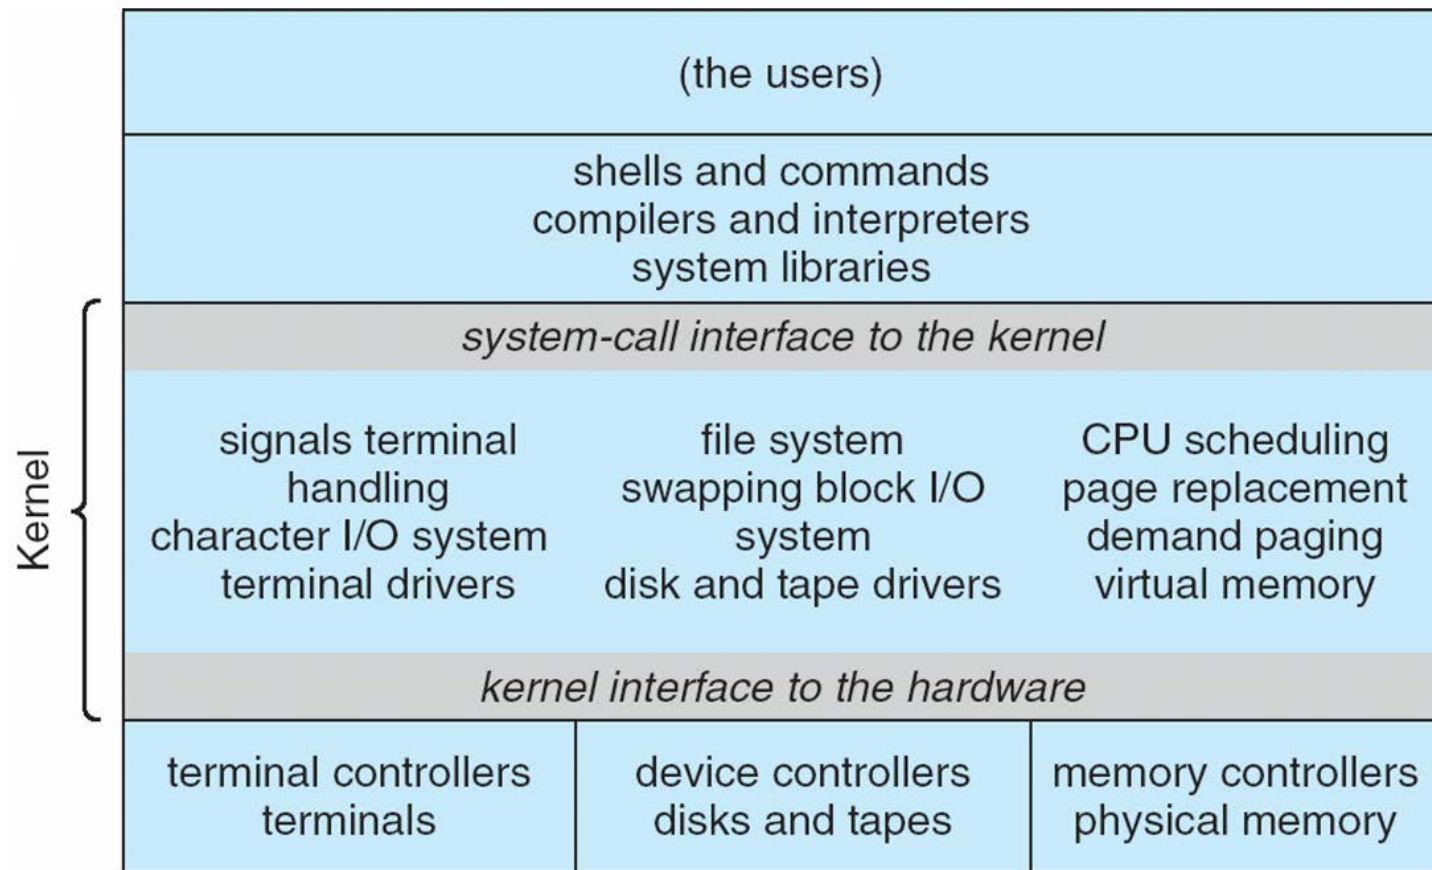 (the users)
shells and commands
compilers and interpreters
system libraries
Kernel
system-call interface to the kernel
signals terminal
handling
character I/O system
terminal drivers
file system
swapping block I/O
system
disk and tape drivers
CPU scheduling
page replacement
demand paging
virtual memory
kernel interface to the hardware
terminal controllers
terminals
device controllers
disks and tapes
memory controllers
physical memory